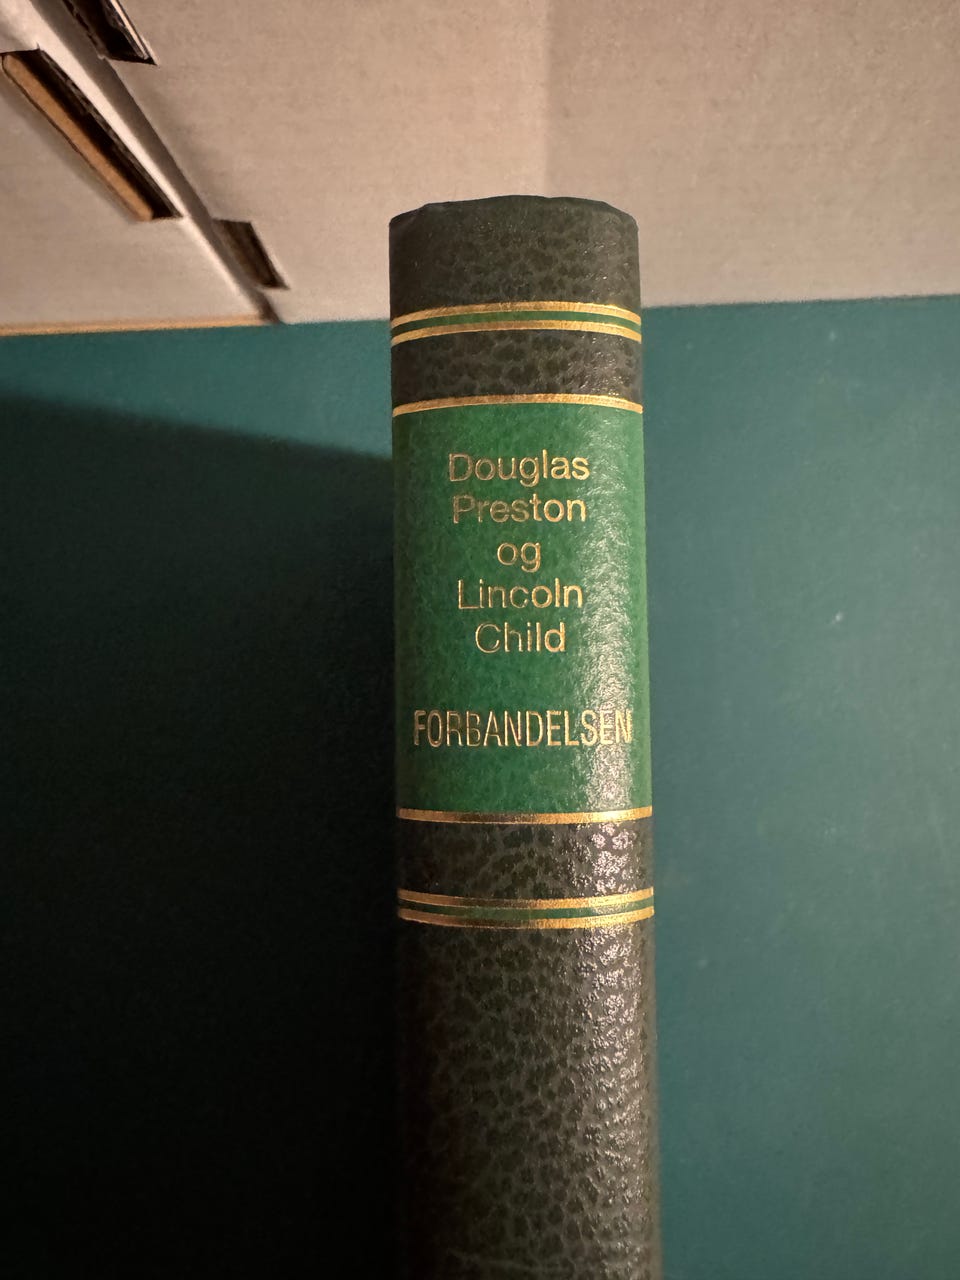 Douglas
Preston
og
Lincoln
Child
FORBANDELSEN